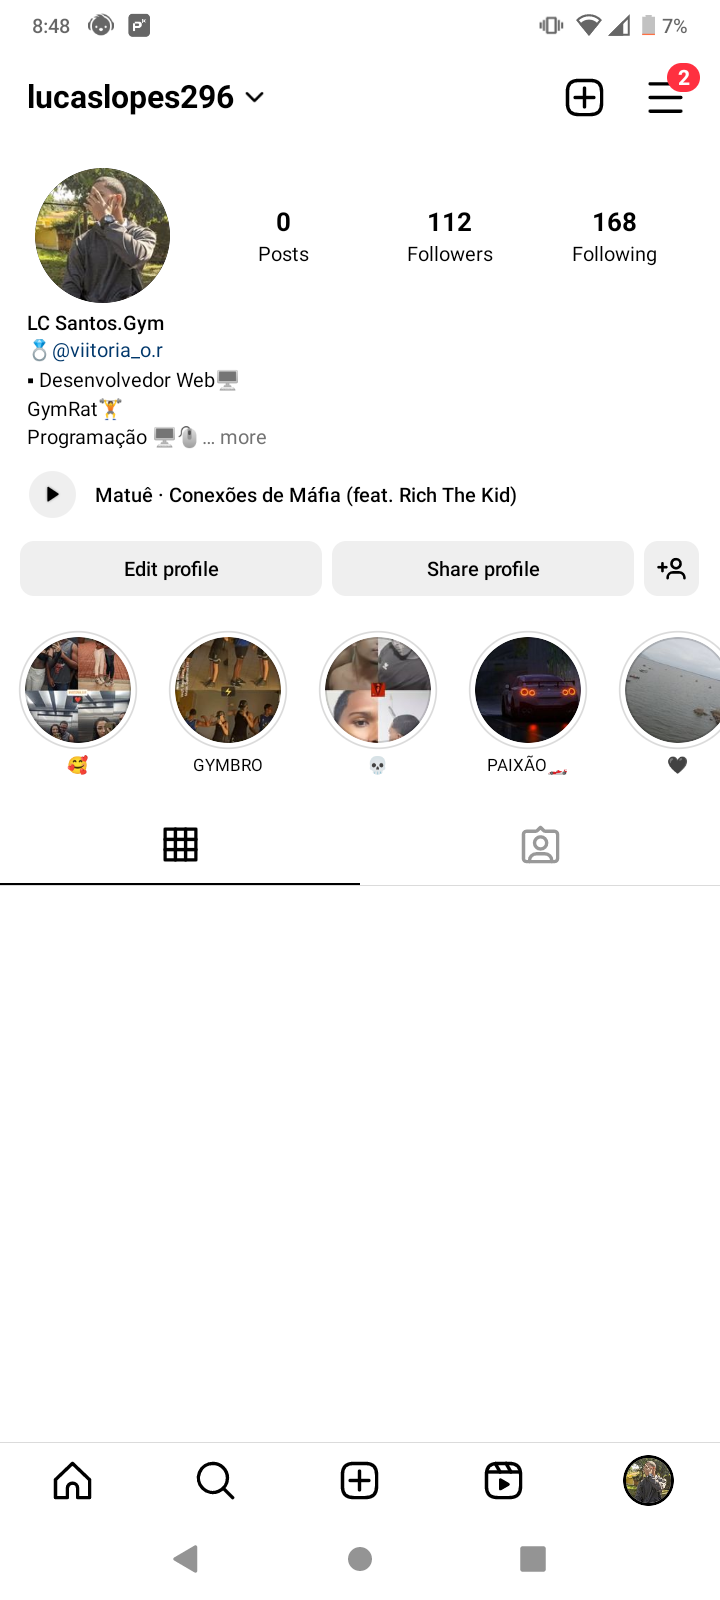 8:48
7%
lucaslopes296
2
0
112
168
Posts
Followers
Following
LC Santos.Gym
💍@viitoria_o.r
▪ Desenvolvedor Web🖥️
GymRat🏋️
Programação 🖥️🖱️... more
Matuê · Conexões de Máfia (feat. Rich The Kid)
Edit profile
Share profile
🥰
GYMBRO
💀
PAIXÃO🏎️
🖤